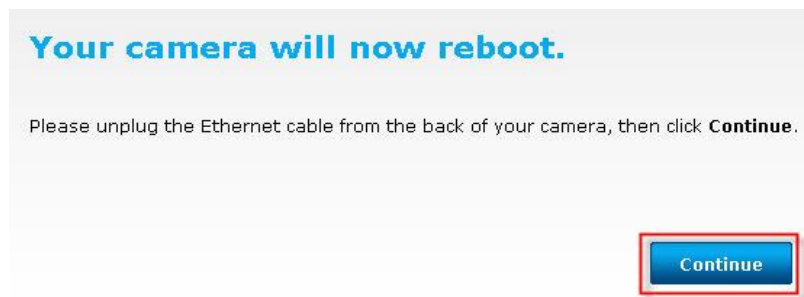 Your camera will now reboot.
Please unplug the Ethernet cable from the back of your camera, then click Continue.
Continue